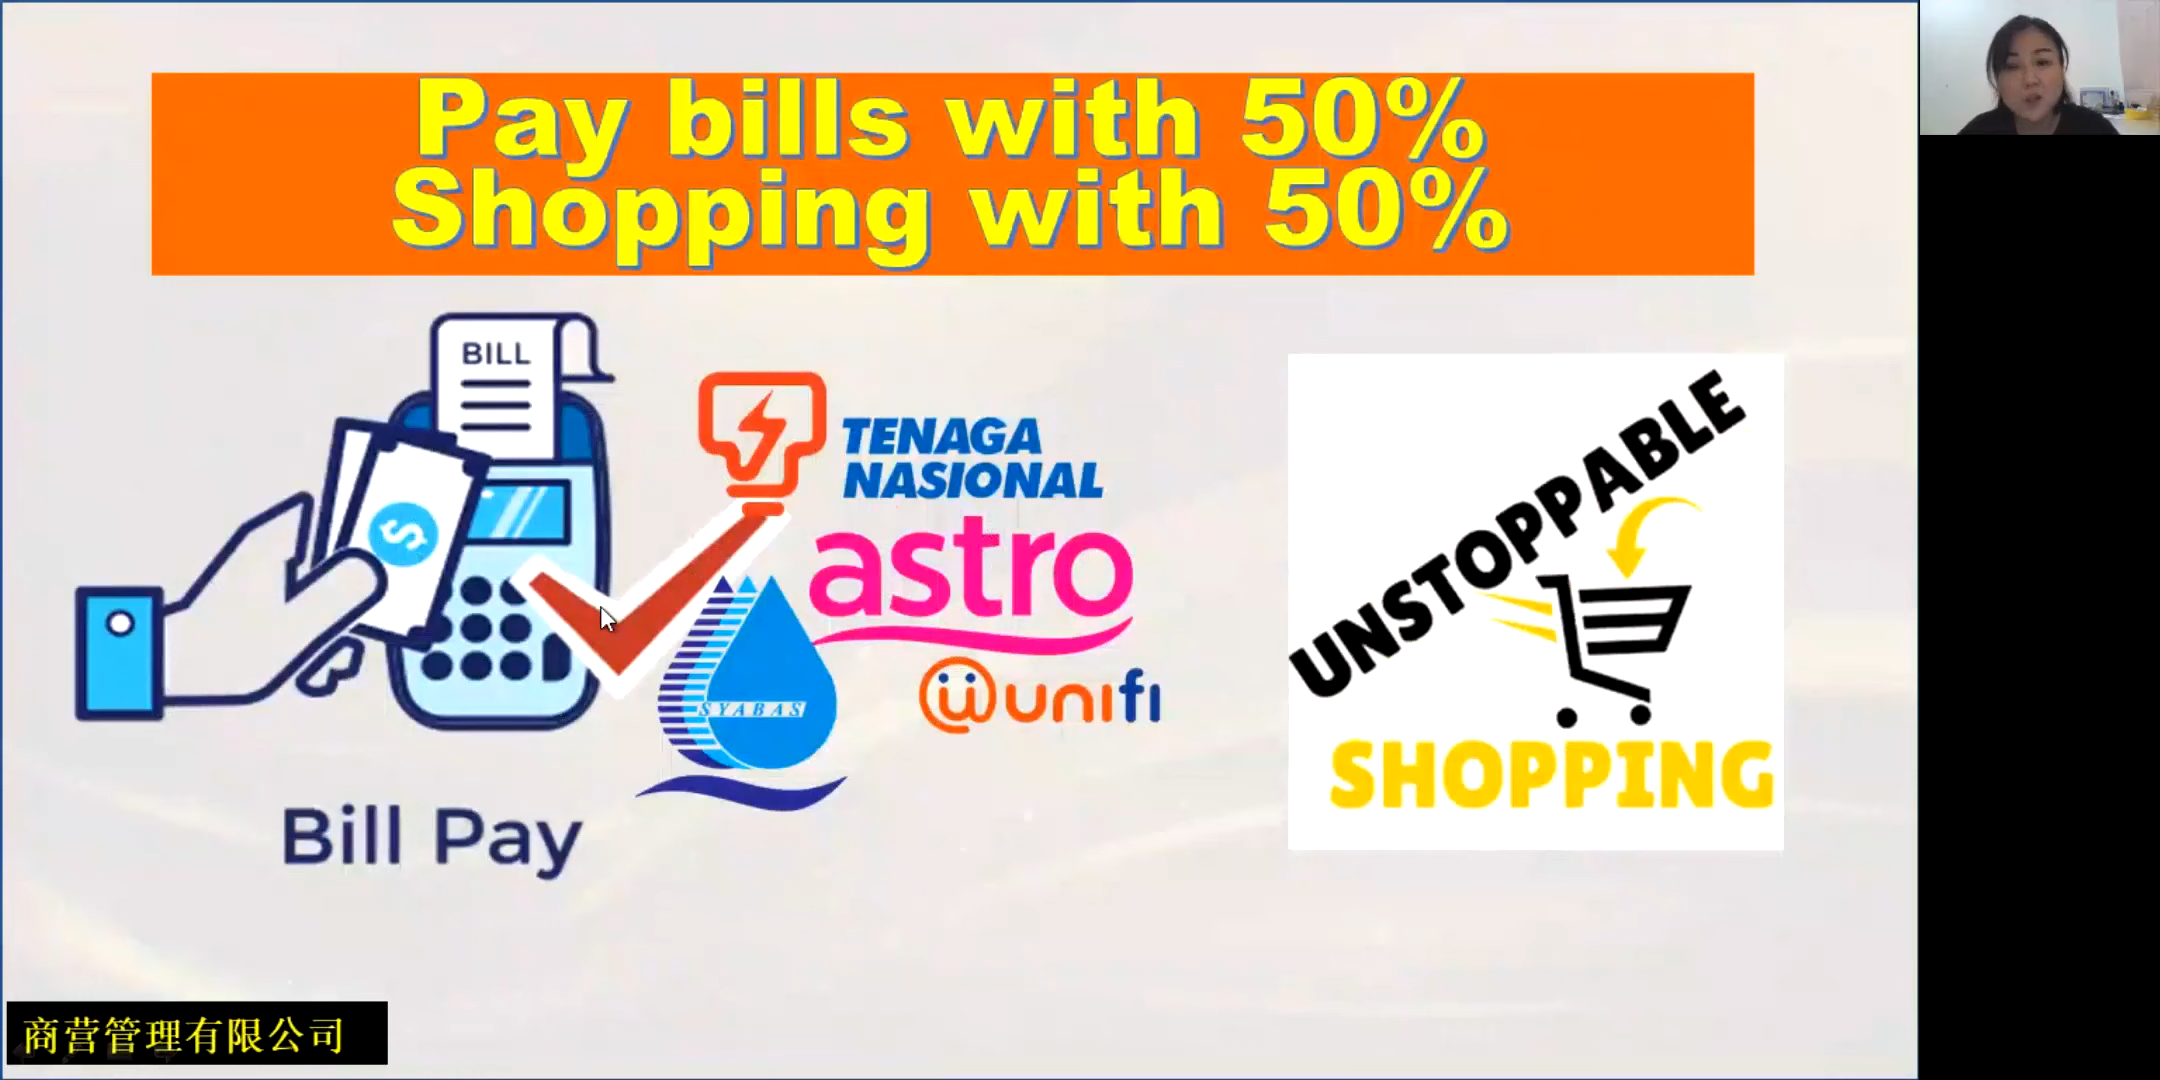 Pay bills with 50%
Shopping with 50%
BILL
TENAGA
NASIONAL
astro
SYABAS
unifi
Bill Pay
UNSTOPPABLE
SHOPPING
商营管理有限公司